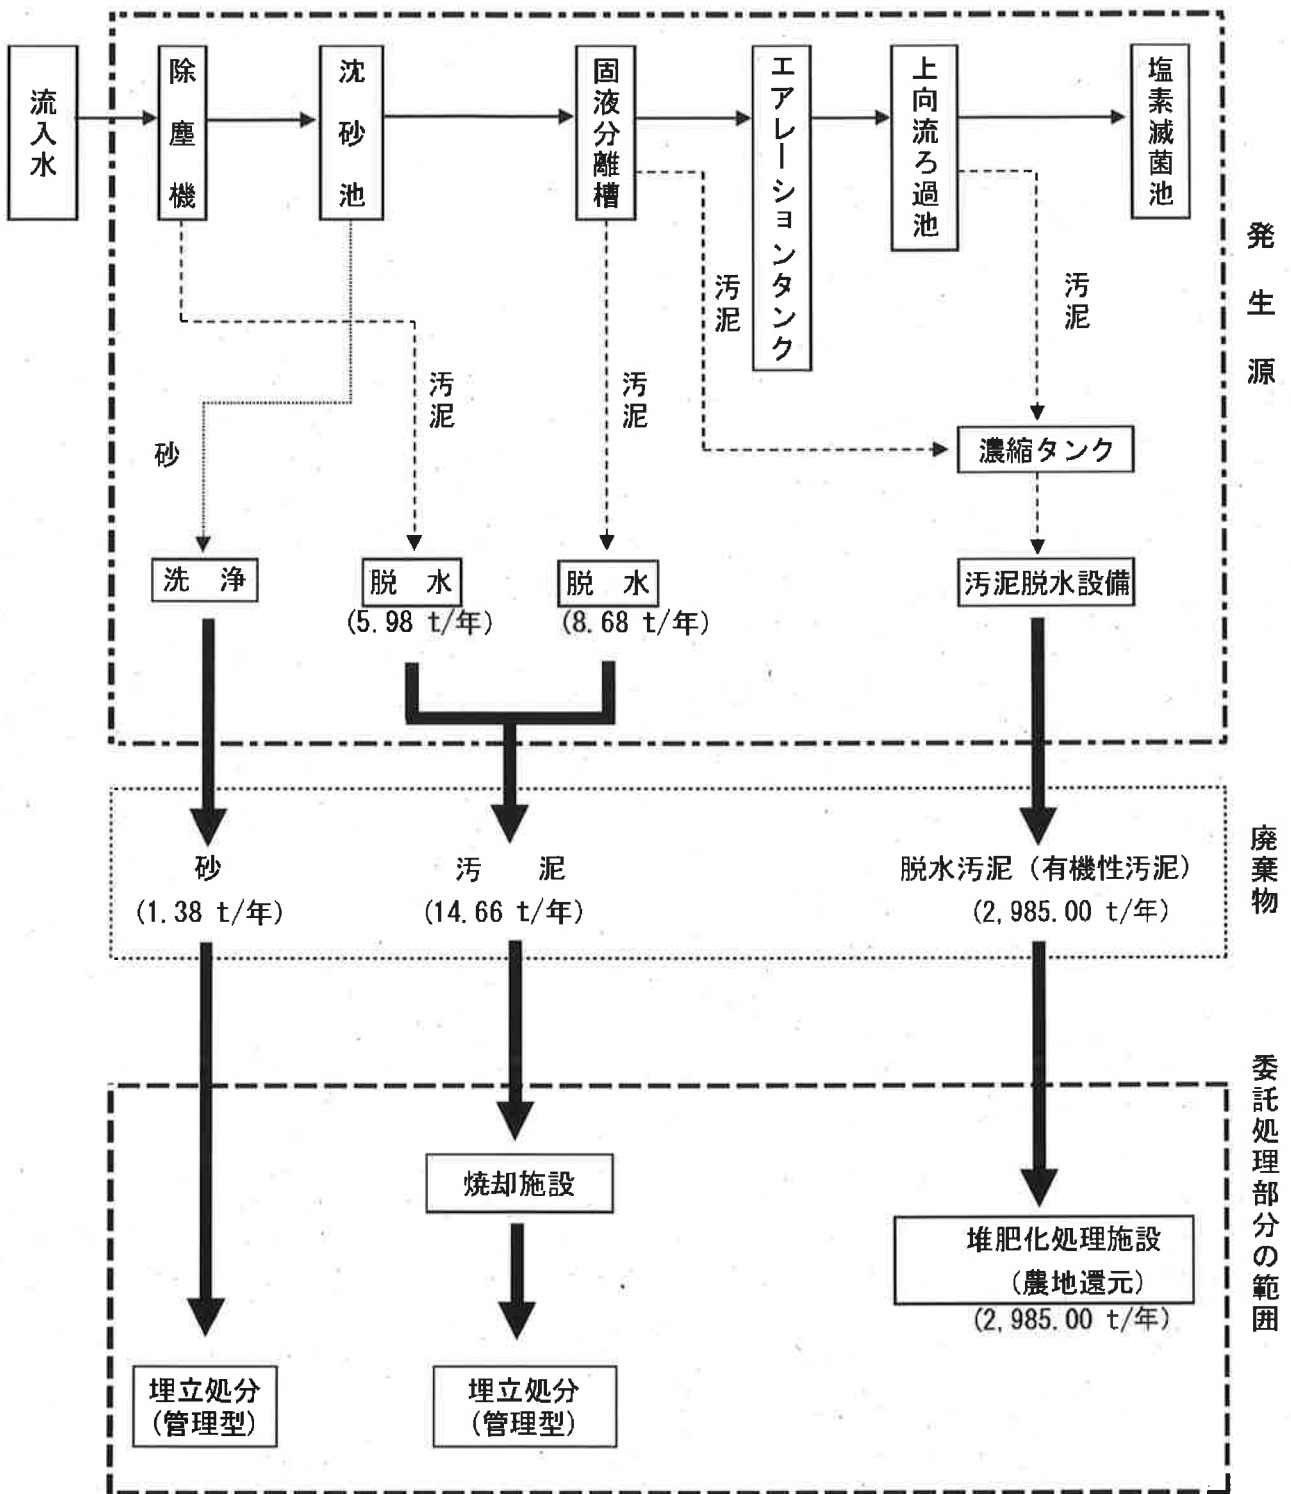 流入水
除塵機
沈砂池
固液分離槽
エアレーションタンク
上向流ろ過池
塩素滅菌池
発生源
汚泥
汚泥
汚泥
汚泥
砂
濃縮タンク
洗 浄
脱 水
(5.98 t/年)
脱 水
(8.68 t/年)
汚泥脱水設備
廃棄物
砂
(1.38 t/年)
汚 泥
(14.66 t/年)
脱水汚泥(有機性汚泥)
(2,985.00 t/年)
委託処理部分の範囲
焼却施設
堆肥化処理施設
(農地還元)
(2,985.00 t/年)
埋立処分
(管理型)
埋立処分
(管理型)